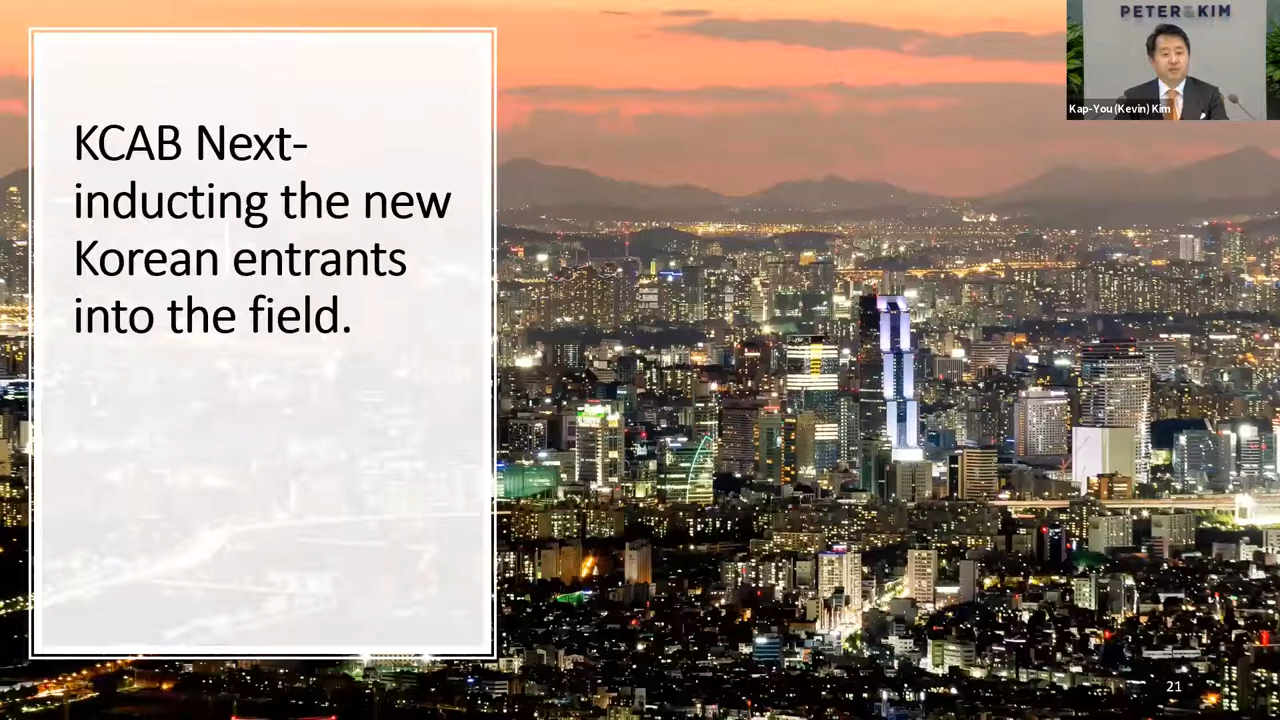 KCAB Next-
inducting the new
Korean entrants
into the field.
PETER&KIM
Kap-You (Kevin) Kim
21